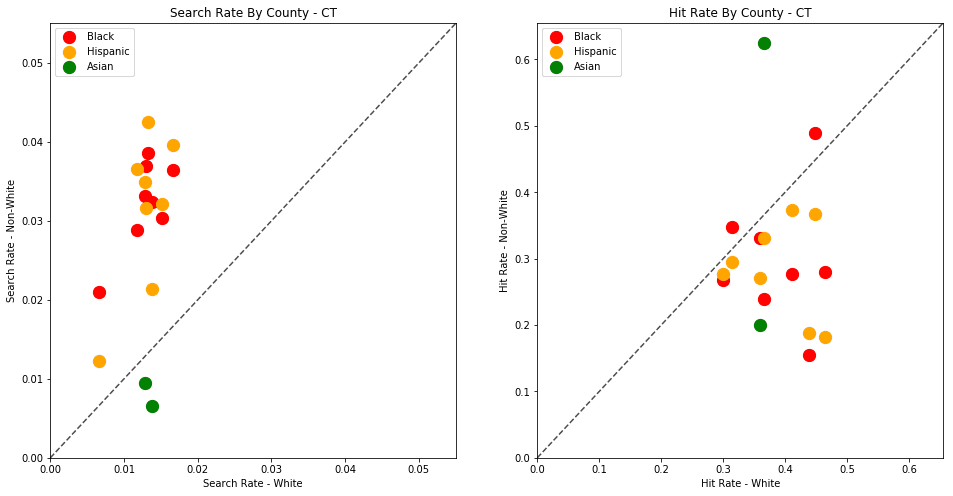 Search Rate By County - CT
Black
Hispanic
Asian
0.05
0.04
0.03
0.02
0.01
0.00
Search Rate - Non-White
0.00
0.01
0.02
0.03
0.04
0.05
Search Rate - White
Hit Rate By County - CT
Black
Hispanic
Asian
0.6
0.5
0.4
0.3
0.2
0.1
0.0
Hit Rate - Non-White
0.0
0.1
0.2
0.3
0.4
0.5
0.6
Hit Rate - White